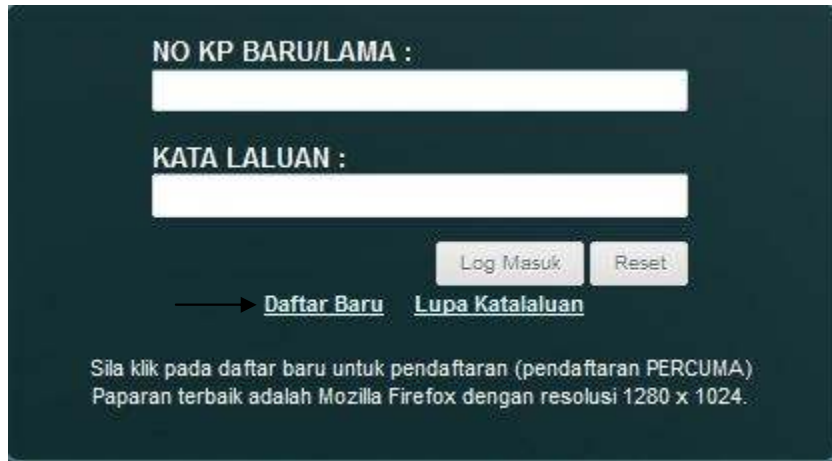 NO KP BARU/LAMA :
KATA LALUAN :
Log Masuk Reset
Daftar Baru Lupa Katalaluan
Sila klik pada daftar baru untuk pendaftaran (pendaftaran PERCUMA)
Paparan terbaik adalah Mozilla Firefox dengan resolusi 1280 x 1024.